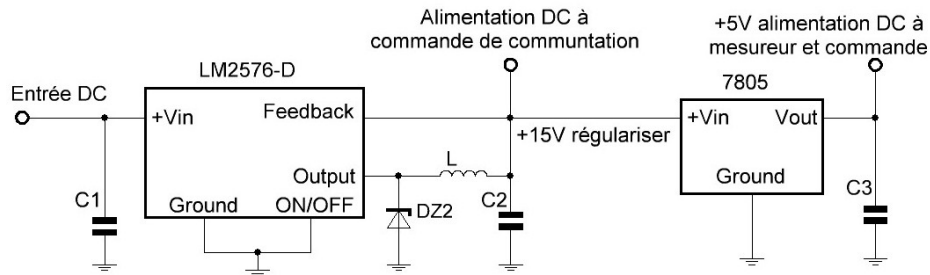 Alimentation DC à
commande de communtation
+5V alimentation DC à
mesureur et commande
LM2576-D
7805
Entrée DC
+Vin
Feedback
+15V régulariser
+Vin
Vout
Output
L
Ground
ON/OFF
Ground
C1
DZ2
C2
C3